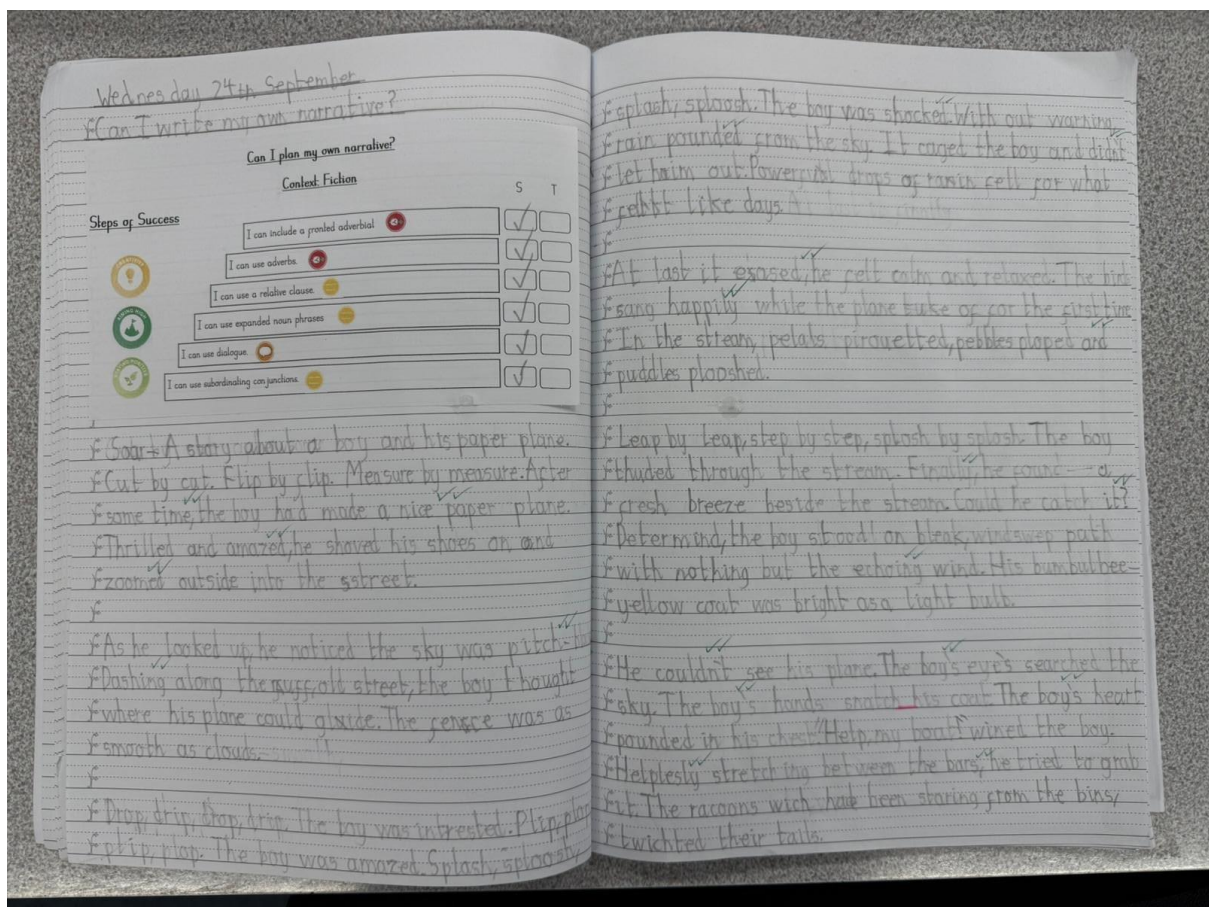 Wednesday 24th September
Can I write my own narrative?
Can I plan my own narrative?
Context: Fiction
S T
Steps of Success
I can include a fronted adverbial
I can use adverbs.
I can use a relative clause.
I can use expanded noun phrases
I can use dialogue.
I can use subordinating conjunctions.
Soar A story about a boy and his paper plane.
Cut by cut. Flip by flip. Measure by measure. After
some time, the boy had made a nice paper plane.
Thrilled and amazed, he shoved his shoes on and
zoomed outside into the street.
As he looked up, he noticed the sky was pitch-
Dashing along the old street, the boy thought
where his plane could glide. The was as
smooth as clouds.
Drop, drip, drop, drip. The boy was intrested. Plip, plop
plip, plop. The boy was amazed. Splash, sploosh,
splash, sploosh. The boy was shocked. With out warning
rain pounded from the sky. It caged the boy and didn't
let him out. Powerful drops of rain fell for what
felt like days.
At last it he felt calm and relaxed. The
sang happily while the plane of for the first time
In the stream, petals pirouetted, pebbles ploped and
puddles plooshed.
Leap by Leap, step by step, splosh by splosh. The boy
thuded through the stream. Finally, he found - a
fresh breeze beside the stream. Could he catch it?
Determind, the boy stood on bleak, windswep path
with nothing but the echoing wind. His bumbulbee-
yellow coat was bright as a light bulb.
He couldn't see his plane. The boy's eye's searched the
sky. The boy's hands snatch his coat. The boy's heart
pounded in his chest. "Help, my boat!" wined the boy.
Helplesly stretching between the bars, he tried to grab
it. The racoons wich had been staring from the bins,
twichted their tails.